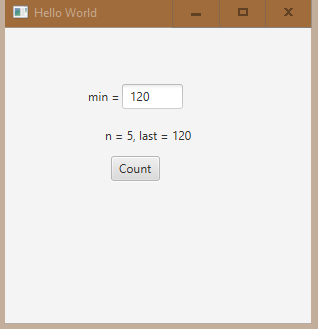 Hello World
min = 120
n = 5, last = 120
Count